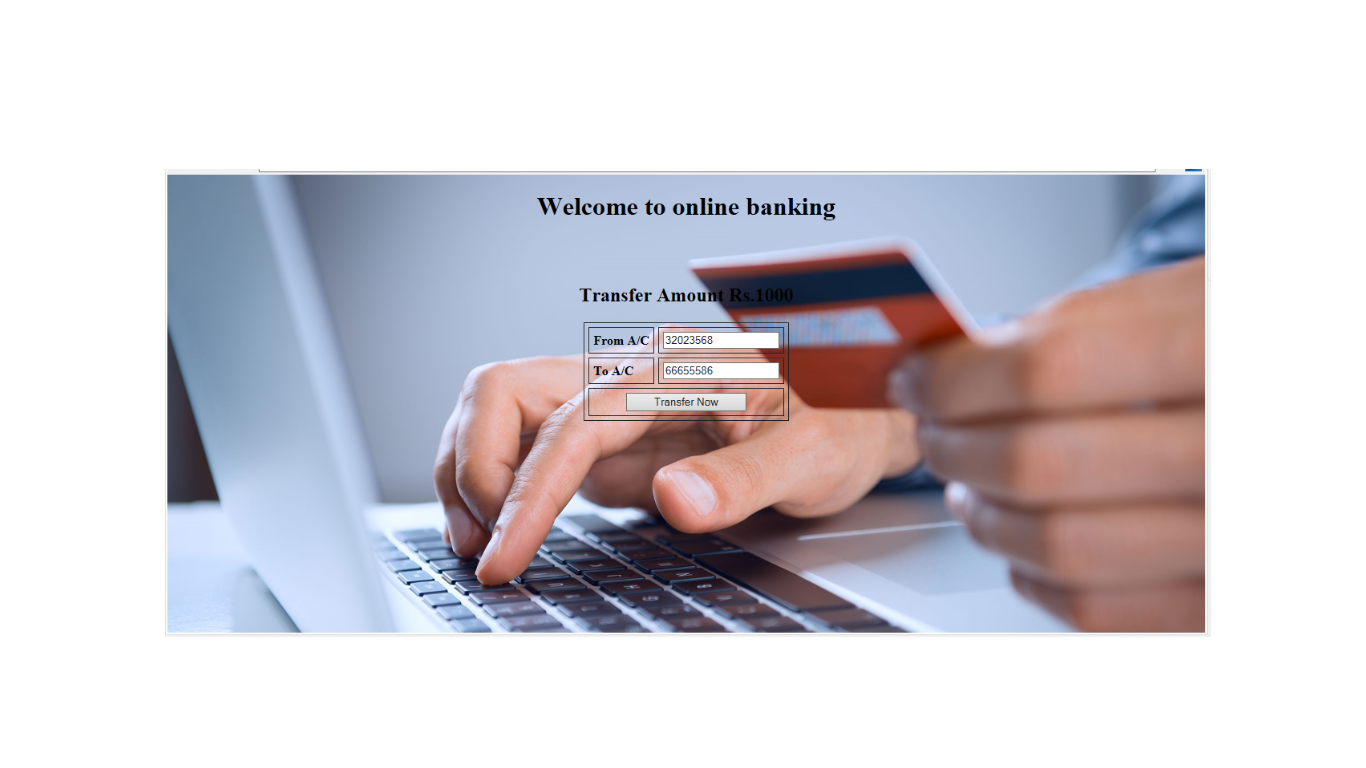 Welcome to online banking
Transfer Amount Rs.1000
From A/C 32023568
To A/C 66655586
Transfer Now